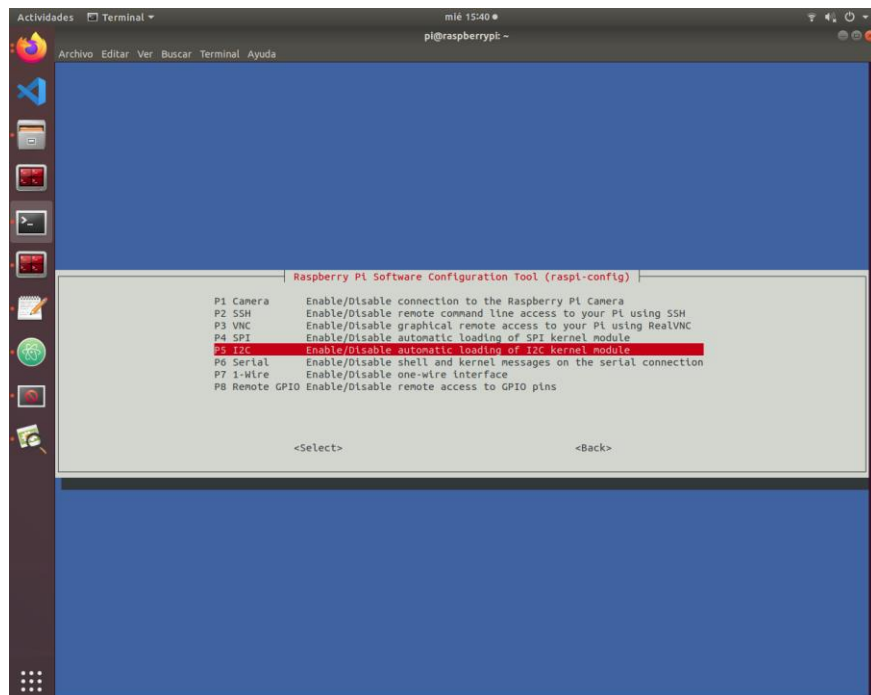 Actividades Terminal mié 15:40
pi@raspberrypi: ~
Archivo Editar Ver Buscar Terminal Ayuda
Raspberry Pi Software Configuration Tool (raspi-config)
P1 Camera Enable/Disable connection to the Raspberry Pi Camera
P2 SSH Enable/Disable remote command line access to your Pi using SSH
P3 VNC Enable/Disable graphical remote access to your Pi using RealVNC
P4 SPI Enable/Disable automatic loading of SPI kernel module
P5 I2C Enable/Disable automatic loading of I2C kernel module
P6 Serial Enable/Disable shell and kernel messages on the serial connection
P7 1-Wire Enable/Disable one-wire interface
P8 Remote GPIO Enable/Disable remote access to GPIO pins
<Select> <Back>